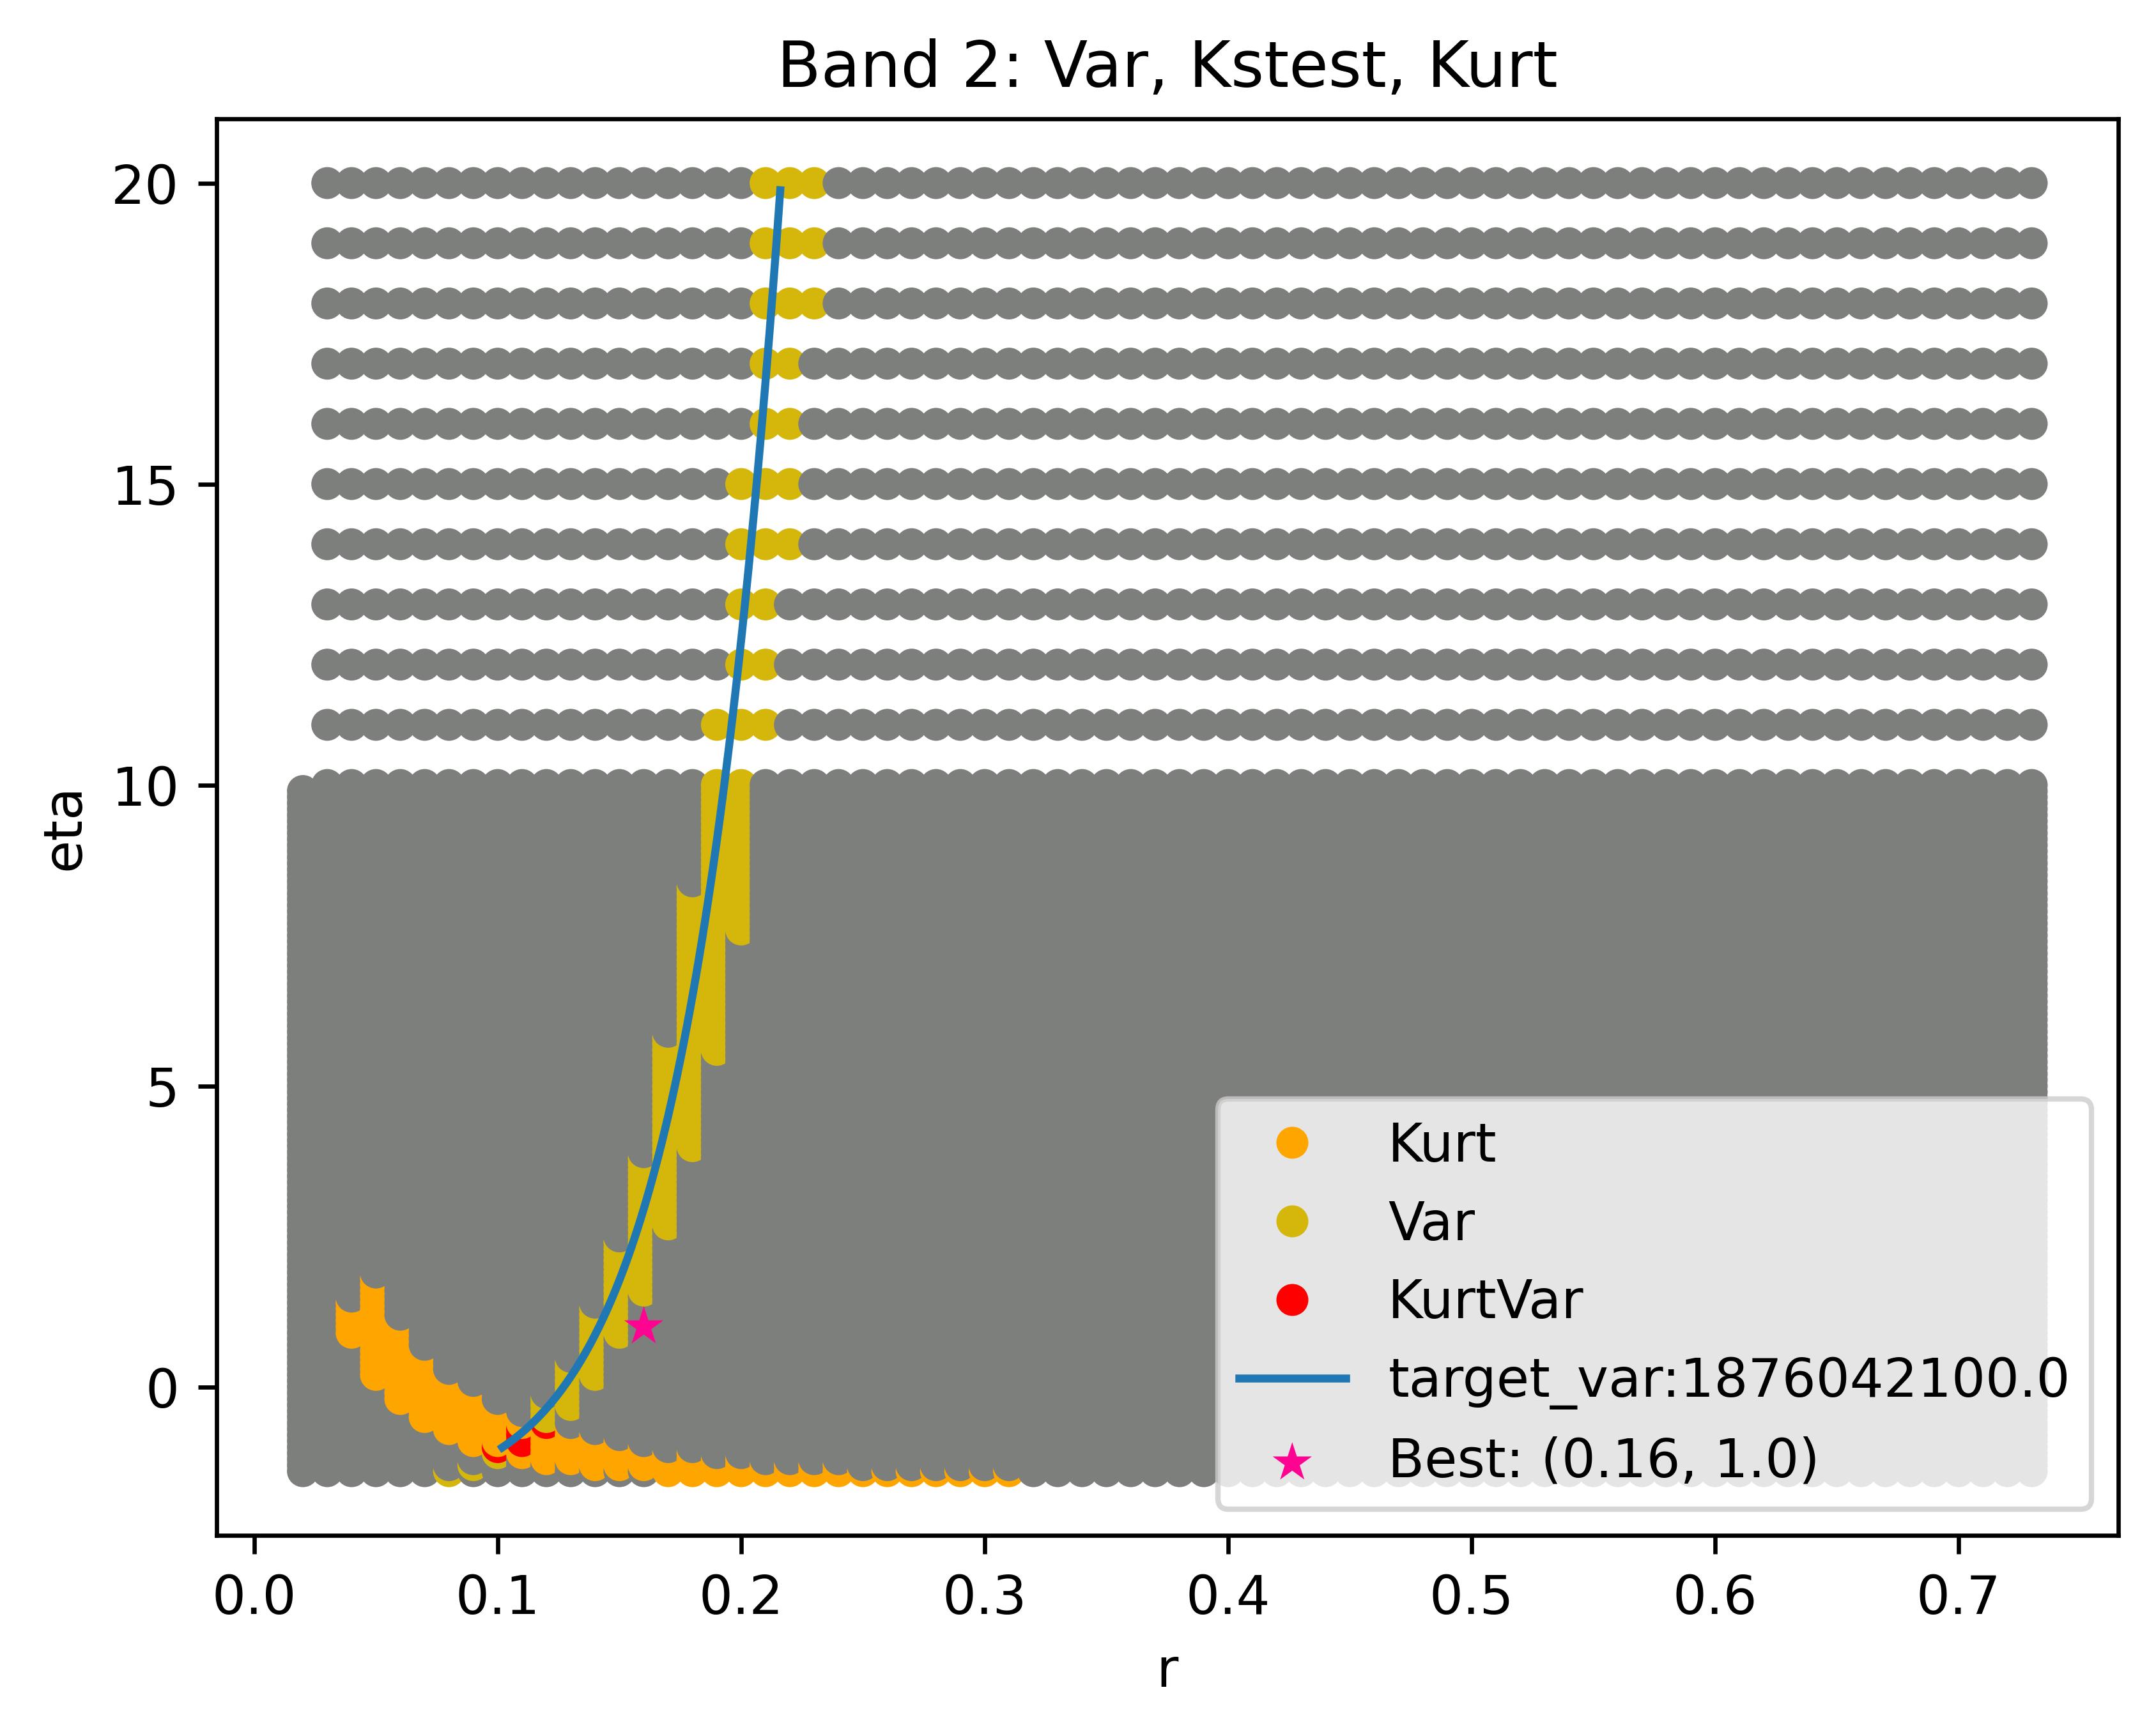 Band 2: Var, Kstest, Kurt
eta
20
15
10
5
0
Kurt
Var
KurtVar
target_var:1876042100.0
Best: (0.16, 1.0)
0.0 0.1 0.2 0.3 0.4 0.5 0.6 0.7
r